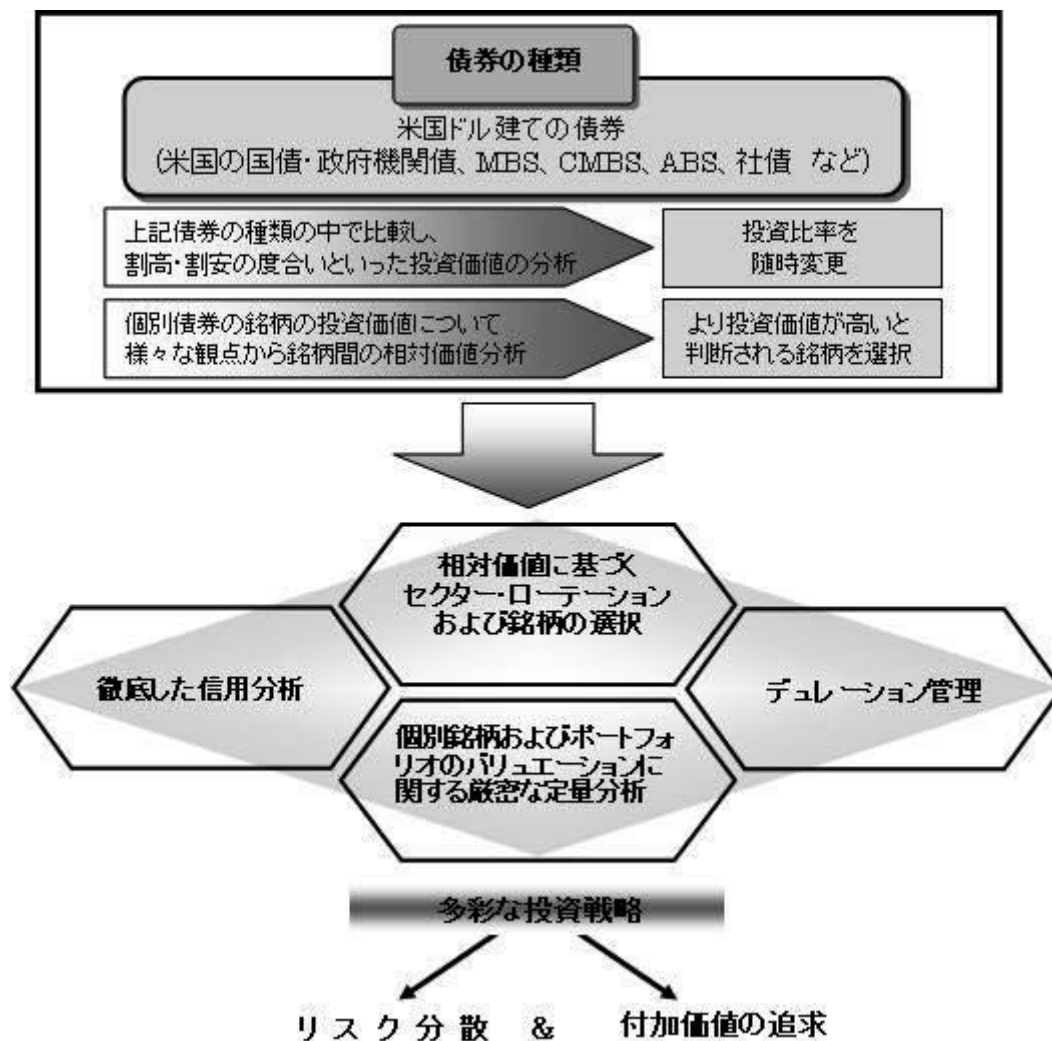 債券の種類
米国ドル建ての債券
(米国の国債・政府機関債、MBS、CMBS、ABS、社債 など)
上記債券の種類の中で比較し、
割高・割安の度合いといった投資価値の分析
投資比率を
随時変更
個別債券の銘柄の投資価値について
様々な観点から銘柄間の相対価値分析
より投資価値が高いと
判断される銘柄を選択
相対価値に基づく
セクター・ローテーション
および銘柄の選択
徹底した信用分析
デュレーション管理
個別銘柄およびポートフォ
リオのバリュエーションに
関する厳密な定量分析
多彩な投資戦略
リスク分散 & 付加価値の追求